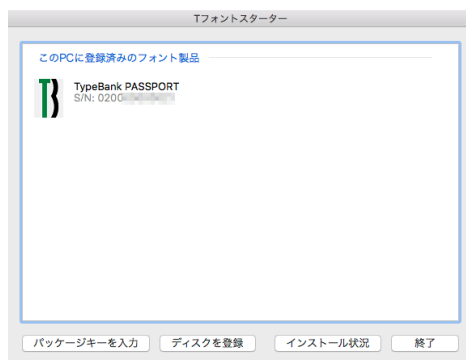 Tフォントスターター
このPCに登録済みのフォント製品
TypeBank PASSPORT
S/N: 0200
パッケージキーを入力
ディスクを登録
インストール状況
終了